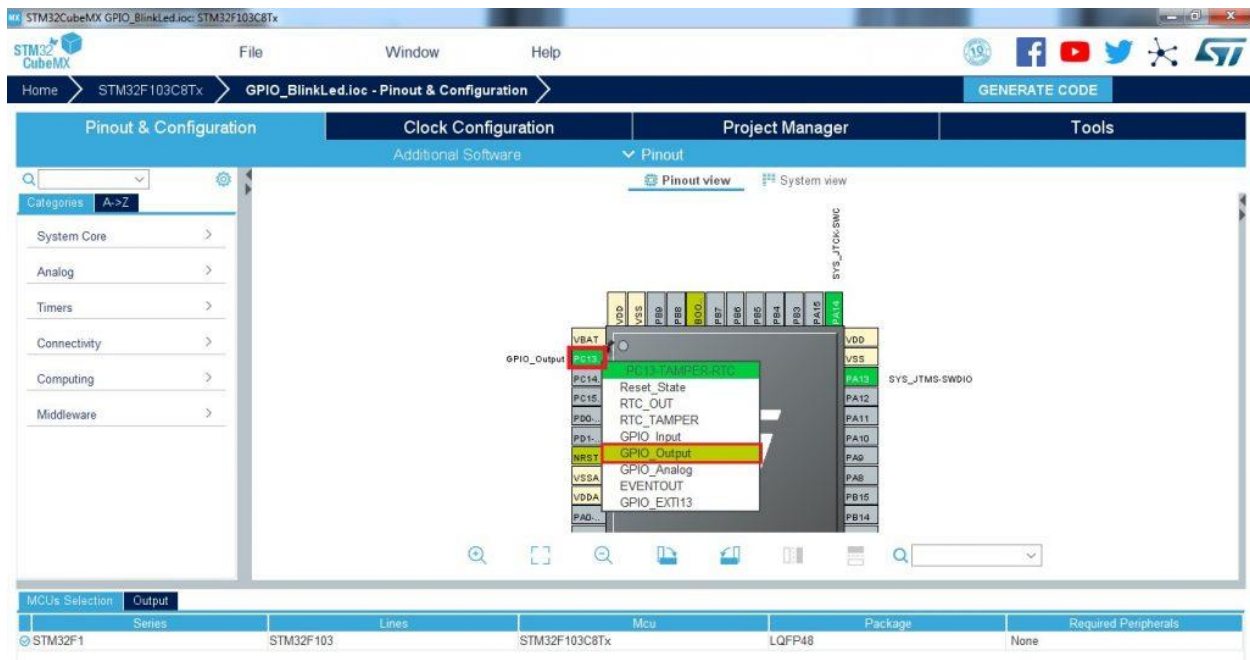 STM32CubeMX GPIO_BlinkLed.ioc: STM32F103C8Tx
STM32 CubeMX
File Window Help
Home STM32F103C8Tx GPIO_BlinkLed.ioc - Pinout & Configuration GENERATE CODE
Pinout & Configuration Clock Configuration Project Manager Tools
Additional Software Pinout
Pinout view System view
Categories A->Z
System Core
Analog
Timers
Connectivity
Computing
Middleware
SYS_JTCK-SWC
VDD VSS PB9 PB8 BOO.. PB7 PB6 PB5 PB4 PB3 PA15 PA14
VBAT VDD
GPIO_Output PC13. VSS
PC13-TAMPER-RTC
PC14. Reset_State PA13 SYS_JTMS-SWDIO
PC15. RTC_OUT PA12
PD0-.. RTC_TAMPER PA11
PD1-.. GPIO_Input PA10
NRST GPIO_Output PA9
VSSA GPIO_Analog PA8
VDDA EVENTOUT PB15
GPIO_EXTI13
PA0-.. PB14
MCUs Selection Output
Series Lines Mcu Package Required Peripherals
STM32F1 STM32F103 STM32F103C8Tx LQFP48 None